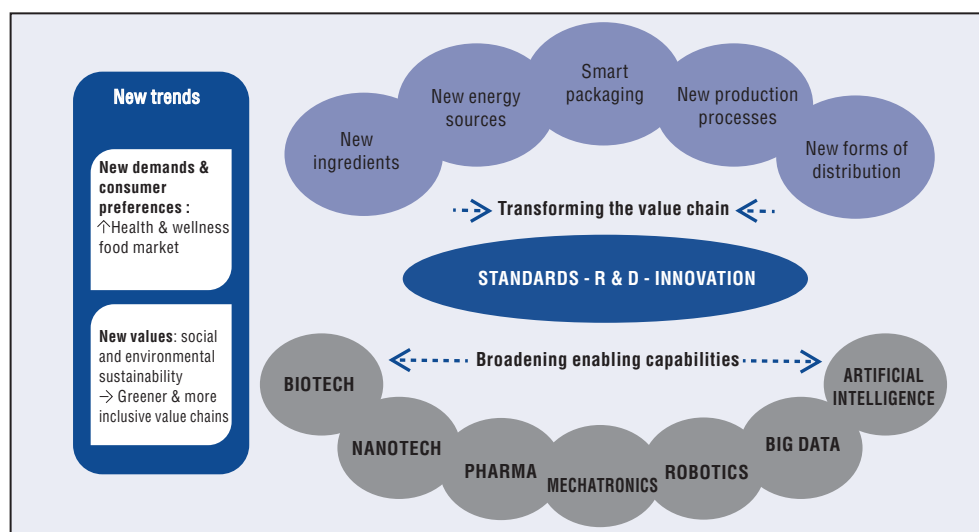 New trends
New demands &
consumer
preferences :
↑Health & wellness
food market
New values: social
and environmental
sustainability
→ Greener & more
inclusive value chains
New
ingredients
New energy
sources
Smart
packaging
New production
processes
New forms of
distribution
Transforming the value chain
STANDARDS - R & D - INNOVATION
Broadening enabling capabilities
BIOTECH
NANOTECH
PHARMA
MECHATRONICS
ROBOTICS
BIG DATA
ARTIFICIAL
INTELLIGENCE